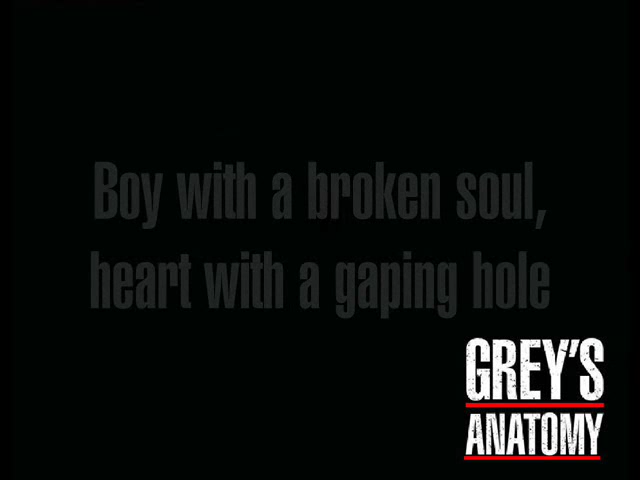 Boy with a broken soul,
heart with a gaping hole
GREY'S
ANATOMY